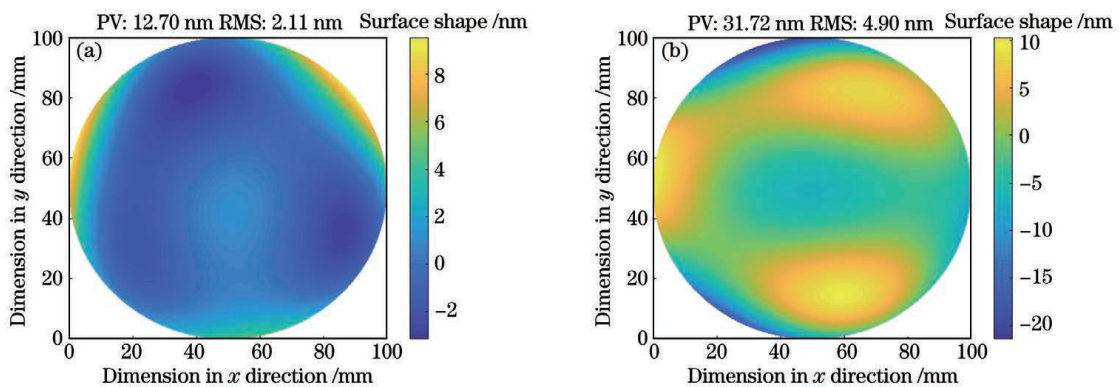 PV: 12.70 nm RMS: 2.11 nm Surface shape /nm
(a)
100
80
60
40
20
0
Dimension in y direction /mm
0 20 40 60 80 100
Dimension in x direction /mm
8
6
4
2
0
−2
PV: 31.72 nm RMS: 4.90 nm Surface shape /nm
(b)
100
80
60
40
20
0
Dimension in y direction /mm
0 20 40 60 80 100
Dimension in x direction /mm
10
5
0
−5
−10
−15
−20